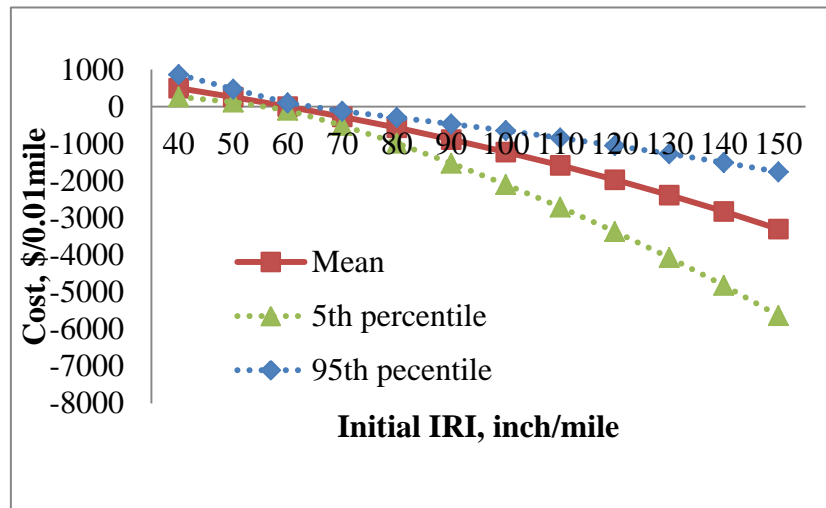 1000
0
-1000
-2000
-3000
-4000
-5000
-6000
-7000
-8000
40 50 60 70 80 90 100 110 120 130 140 150
Cost, $/0.01mile
Mean
5th percentile
95th pecentile
Initial IRI, inch/mile